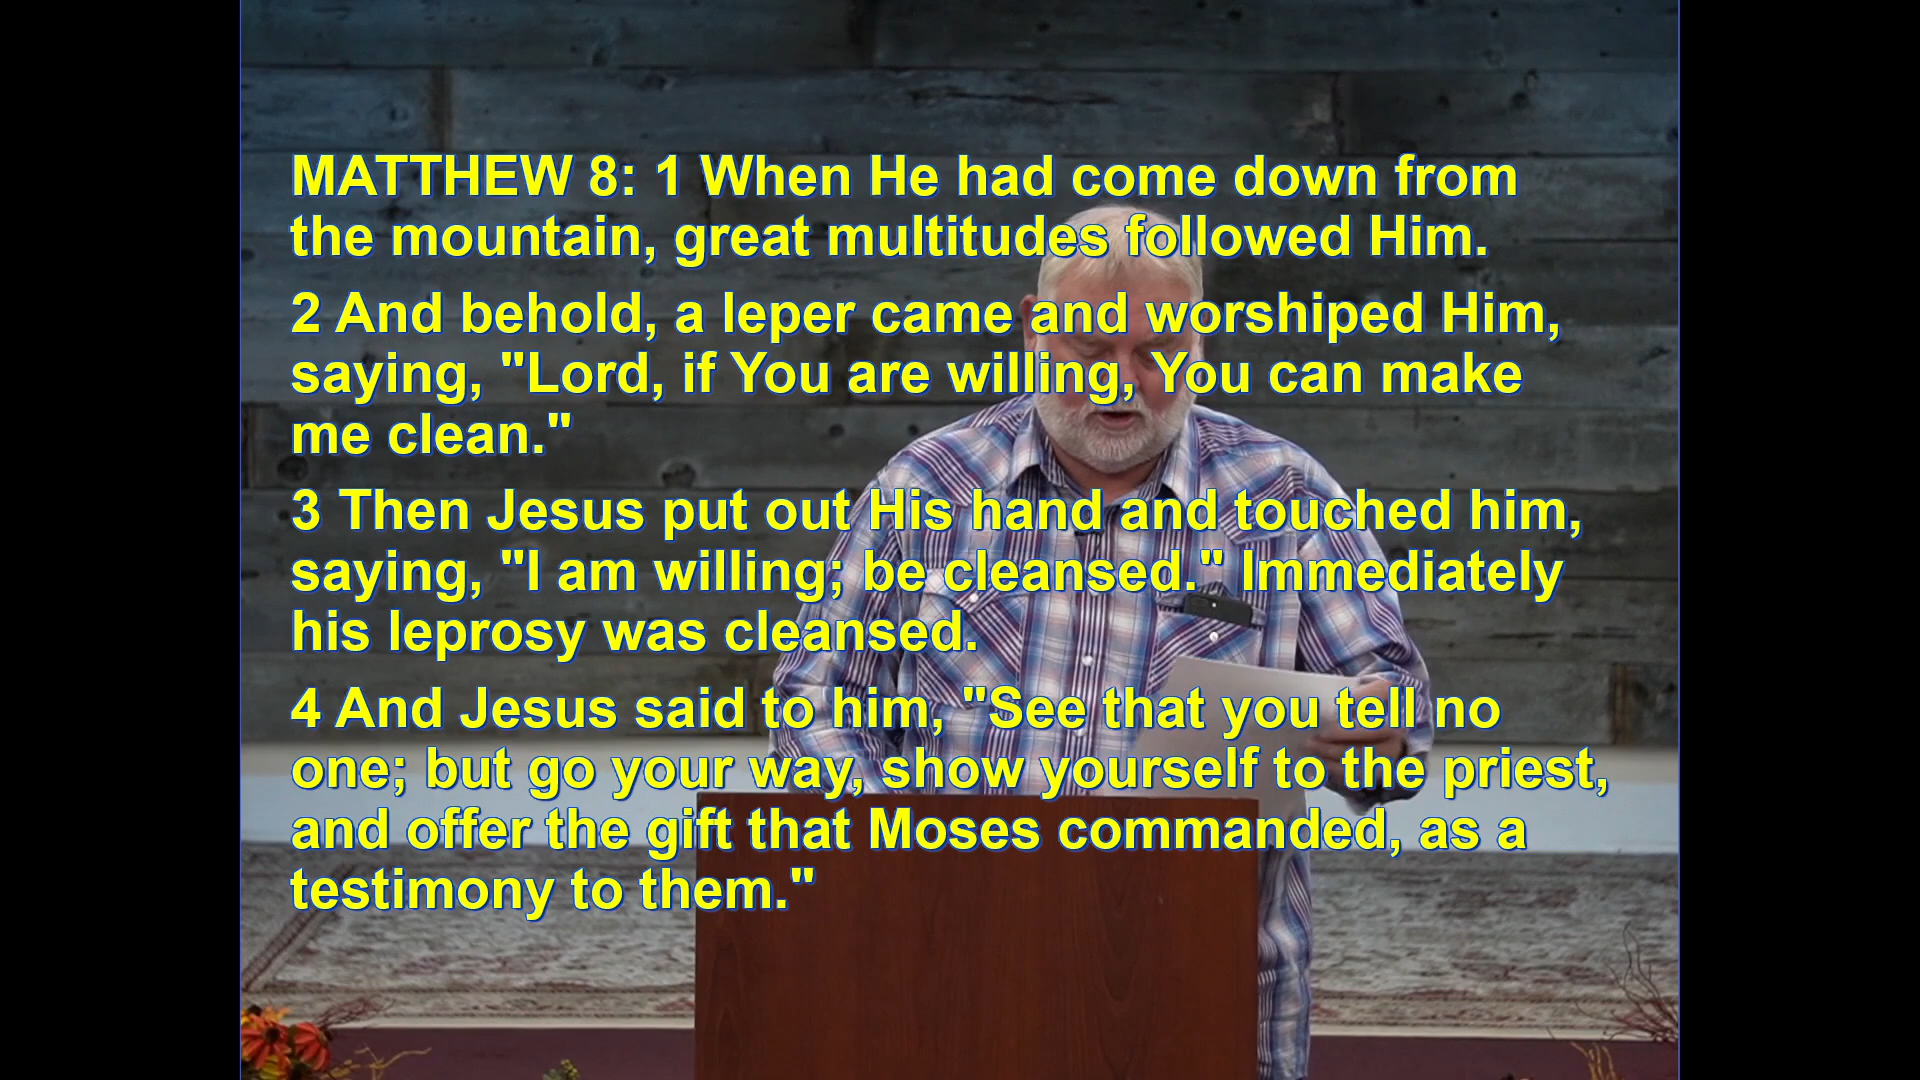 MATTHEW 8: 1 When He had come down from
the mountain, great multitudes followed Him.
2 And behold, a leper came and worshiped Him,
saying, "Lord, if You are willing, You can make
me clean."
3 Then Jesus put out His hand and touched him,
saying, "I am willing; be cleansed." Immediately
his leprosy was cleansed.
4 And Jesus said to him, "See that you tell no
one; but go your way, show yourself to the priest,
and offer the gift that Moses commanded, as a
testimony to them."